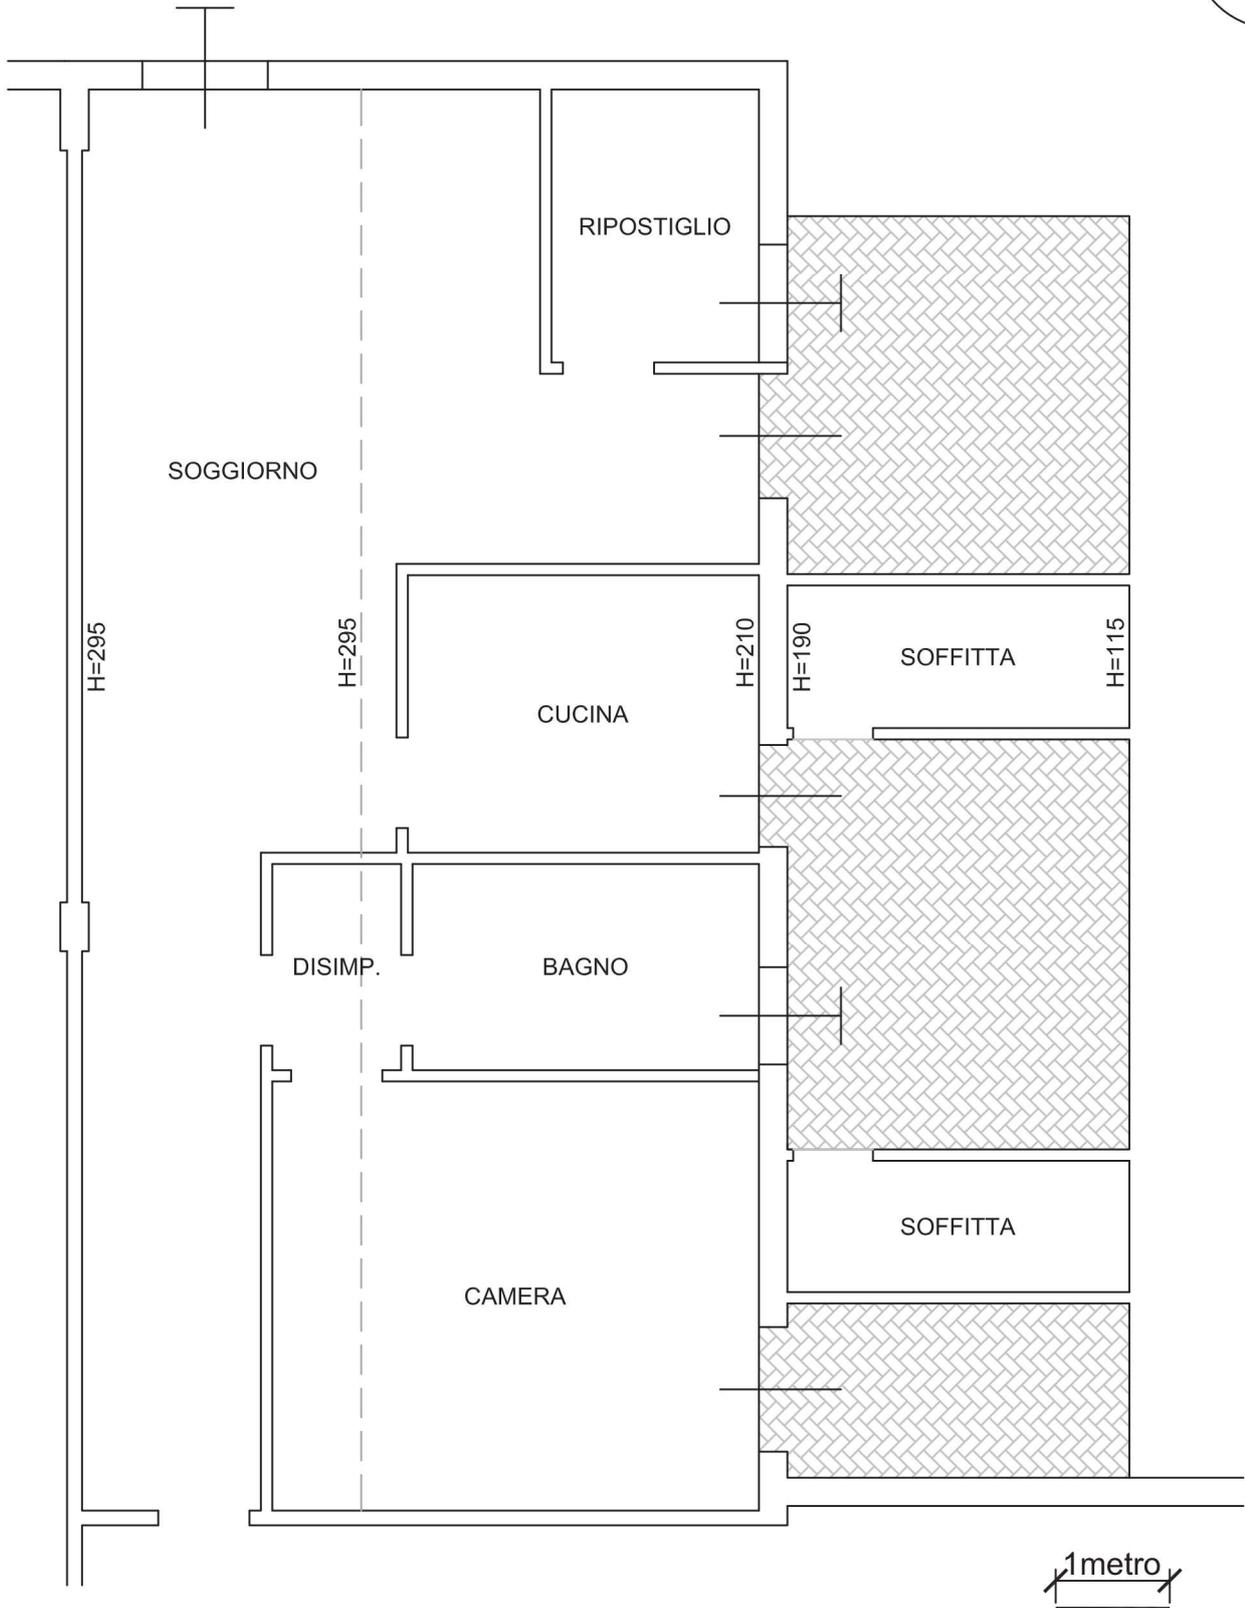 RIPOSTIGLIO
SOGGIORNO
H=295
H=295
H=210
H=190
SOFFITTA
H=115
CUCINA
DISIMP.
BAGNO
SOFFITTA
CAMERA
1metro